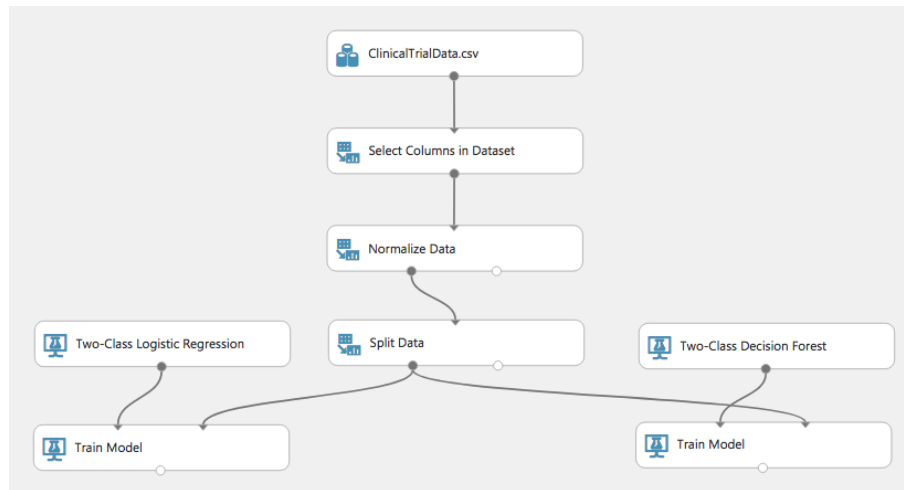 ClinicalTrialData.csv
Select Columns in Dataset
Normalize Data
Two-Class Logistic Regression
Split Data
Two-Class Decision Forest
Train Model
Train Model